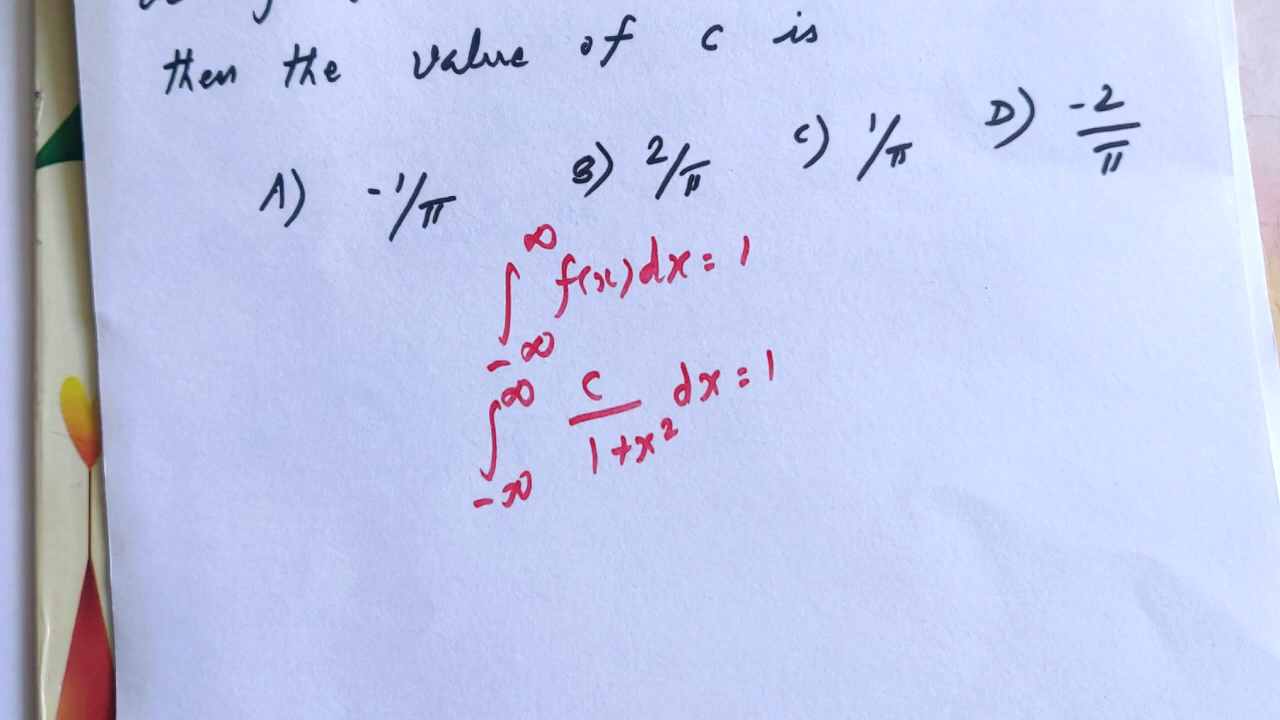 then the value of c is
A) -1/π B) 2/π C) 1/π D) -2/π
∫_{-∞}^{∞} f(x) dx = 1
∫_{-∞}^{∞} c/(1+x²) dx = 1